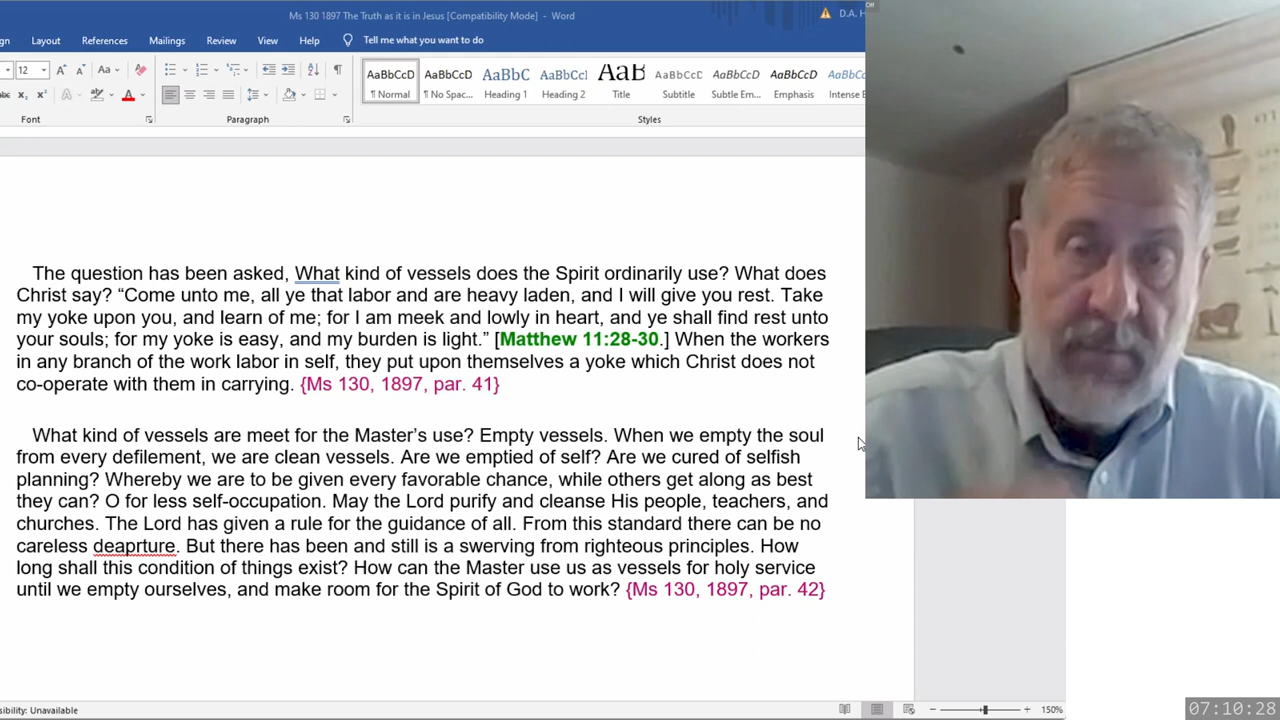 Ms 130 1897 The Truth as it is in Jesus [Compatibility Mode] - Word
D.A. H
Off
gn Layout References Mailings Review View Help Tell me what you want to do
12 Aa
AaBbCcD AaBbCcD AaBbC AaBbCc AaB AaBbCcD AaBbCcD AaBbCcD AaBbCc
¶ Normal ¶ No Spac... Heading 1 Heading 2 Title Subtitle Subtle Em... Emphasis Intense E
Font Paragraph Styles
The question has been asked, What kind of vessels does the Spirit ordinarily use? What does
Christ say? “Come unto me, all ye that labor and are heavy laden, and I will give you rest. Take
my yoke upon you, and learn of me; for I am meek and lowly in heart, and ye shall find rest unto
your souls; for my yoke is easy, and my burden is light.” [Matthew 11:28-30.] When the workers
in any branch of the work labor in self, they put upon themselves a yoke which Christ does not
co-operate with them in carrying. {Ms 130, 1897, par. 41}
What kind of vessels are meet for the Master’s use? Empty vessels. When we empty the soul
from every defilement, we are clean vessels. Are we emptied of self? Are we cured of selfish
planning? Whereby we are to be given every favorable chance, while others get along as best
they can? O for less self-occupation. May the Lord purify and cleanse His people, teachers, and
churches. The Lord has given a rule for the guidance of all. From this standard there can be no
careless deaprture. But there has been and still is a swerving from righteous principles. How
long shall this condition of things exist? How can the Master use us as vessels for holy service
until we empty ourselves, and make room for the Spirit of God to work? {Ms 130, 1897, par. 42}
sibility: Unavailable
150%
07:10:28